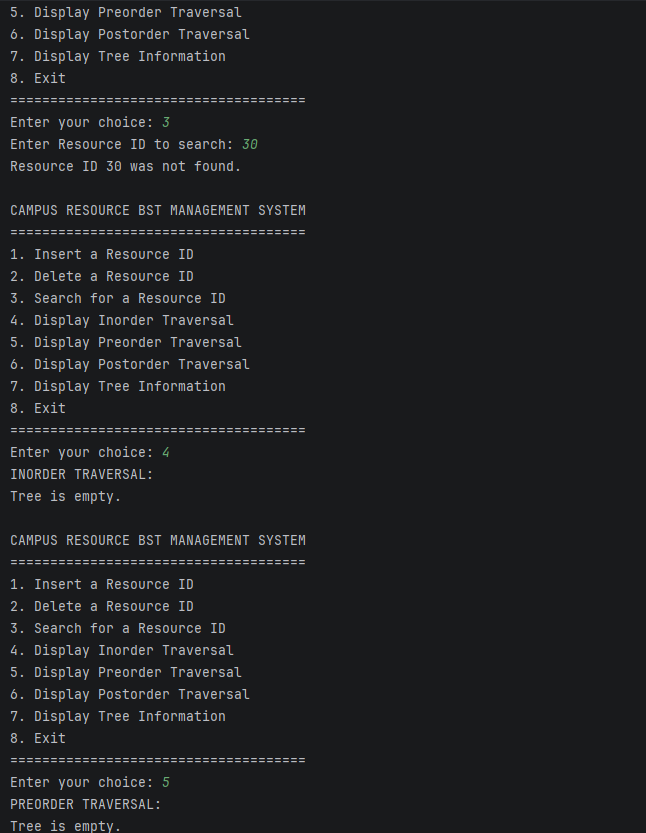 5. Display Preorder Traversal
6. Display Postorder Traversal
7. Display Tree Information
8. Exit
=====================================
Enter your choice: 3
Enter Resource ID to search: 30
Resource ID 30 was not found.
CAMPUS RESOURCE BST MANAGEMENT SYSTEM
=====================================
1. Insert a Resource ID
2. Delete a Resource ID
3. Search for a Resource ID
4. Display Inorder Traversal
5. Display Preorder Traversal
6. Display Postorder Traversal
7. Display Tree Information
8. Exit
=====================================
Enter your choice: 4
INORDER TRAVERSAL:
Tree is empty.
CAMPUS RESOURCE BST MANAGEMENT SYSTEM
=====================================
1. Insert a Resource ID
2. Delete a Resource ID
3. Search for a Resource ID
4. Display Inorder Traversal
5. Display Preorder Traversal
6. Display Postorder Traversal
7. Display Tree Information
8. Exit
=====================================
Enter your choice: 5
PREORDER TRAVERSAL:
Tree is empty.